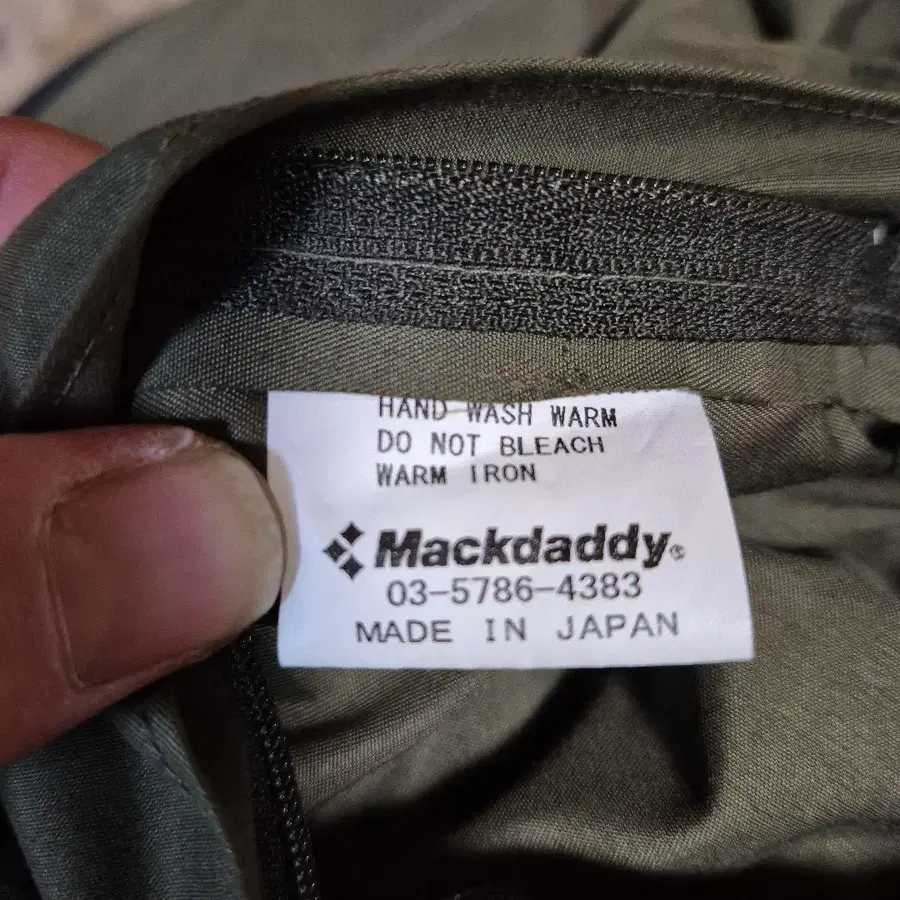 HAND WASH WARM
DO NOT BLEACH
WARM IRON
Mackdaddy®
03-5786-4383
MADE IN JAPAN